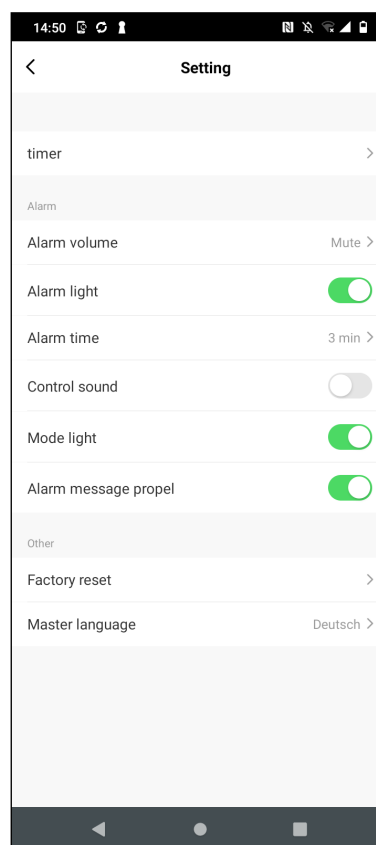 14:50
Setting
timer
Alarm
Alarm volume Mute
Alarm light
Alarm time 3 min
Control sound
Mode light
Alarm message propel
Other
Factory reset
Master language Deutsch